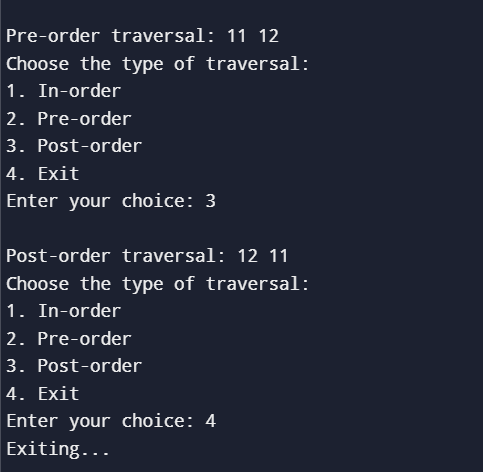 Pre-order traversal: 11 12
Choose the type of traversal:
1. In-order
2. Pre-order
3. Post-order
4. Exit
Enter your choice: 3
Post-order traversal: 12 11
Choose the type of traversal:
1. In-order
2. Pre-order
3. Post-order
4. Exit
Enter your choice: 4
Exiting...